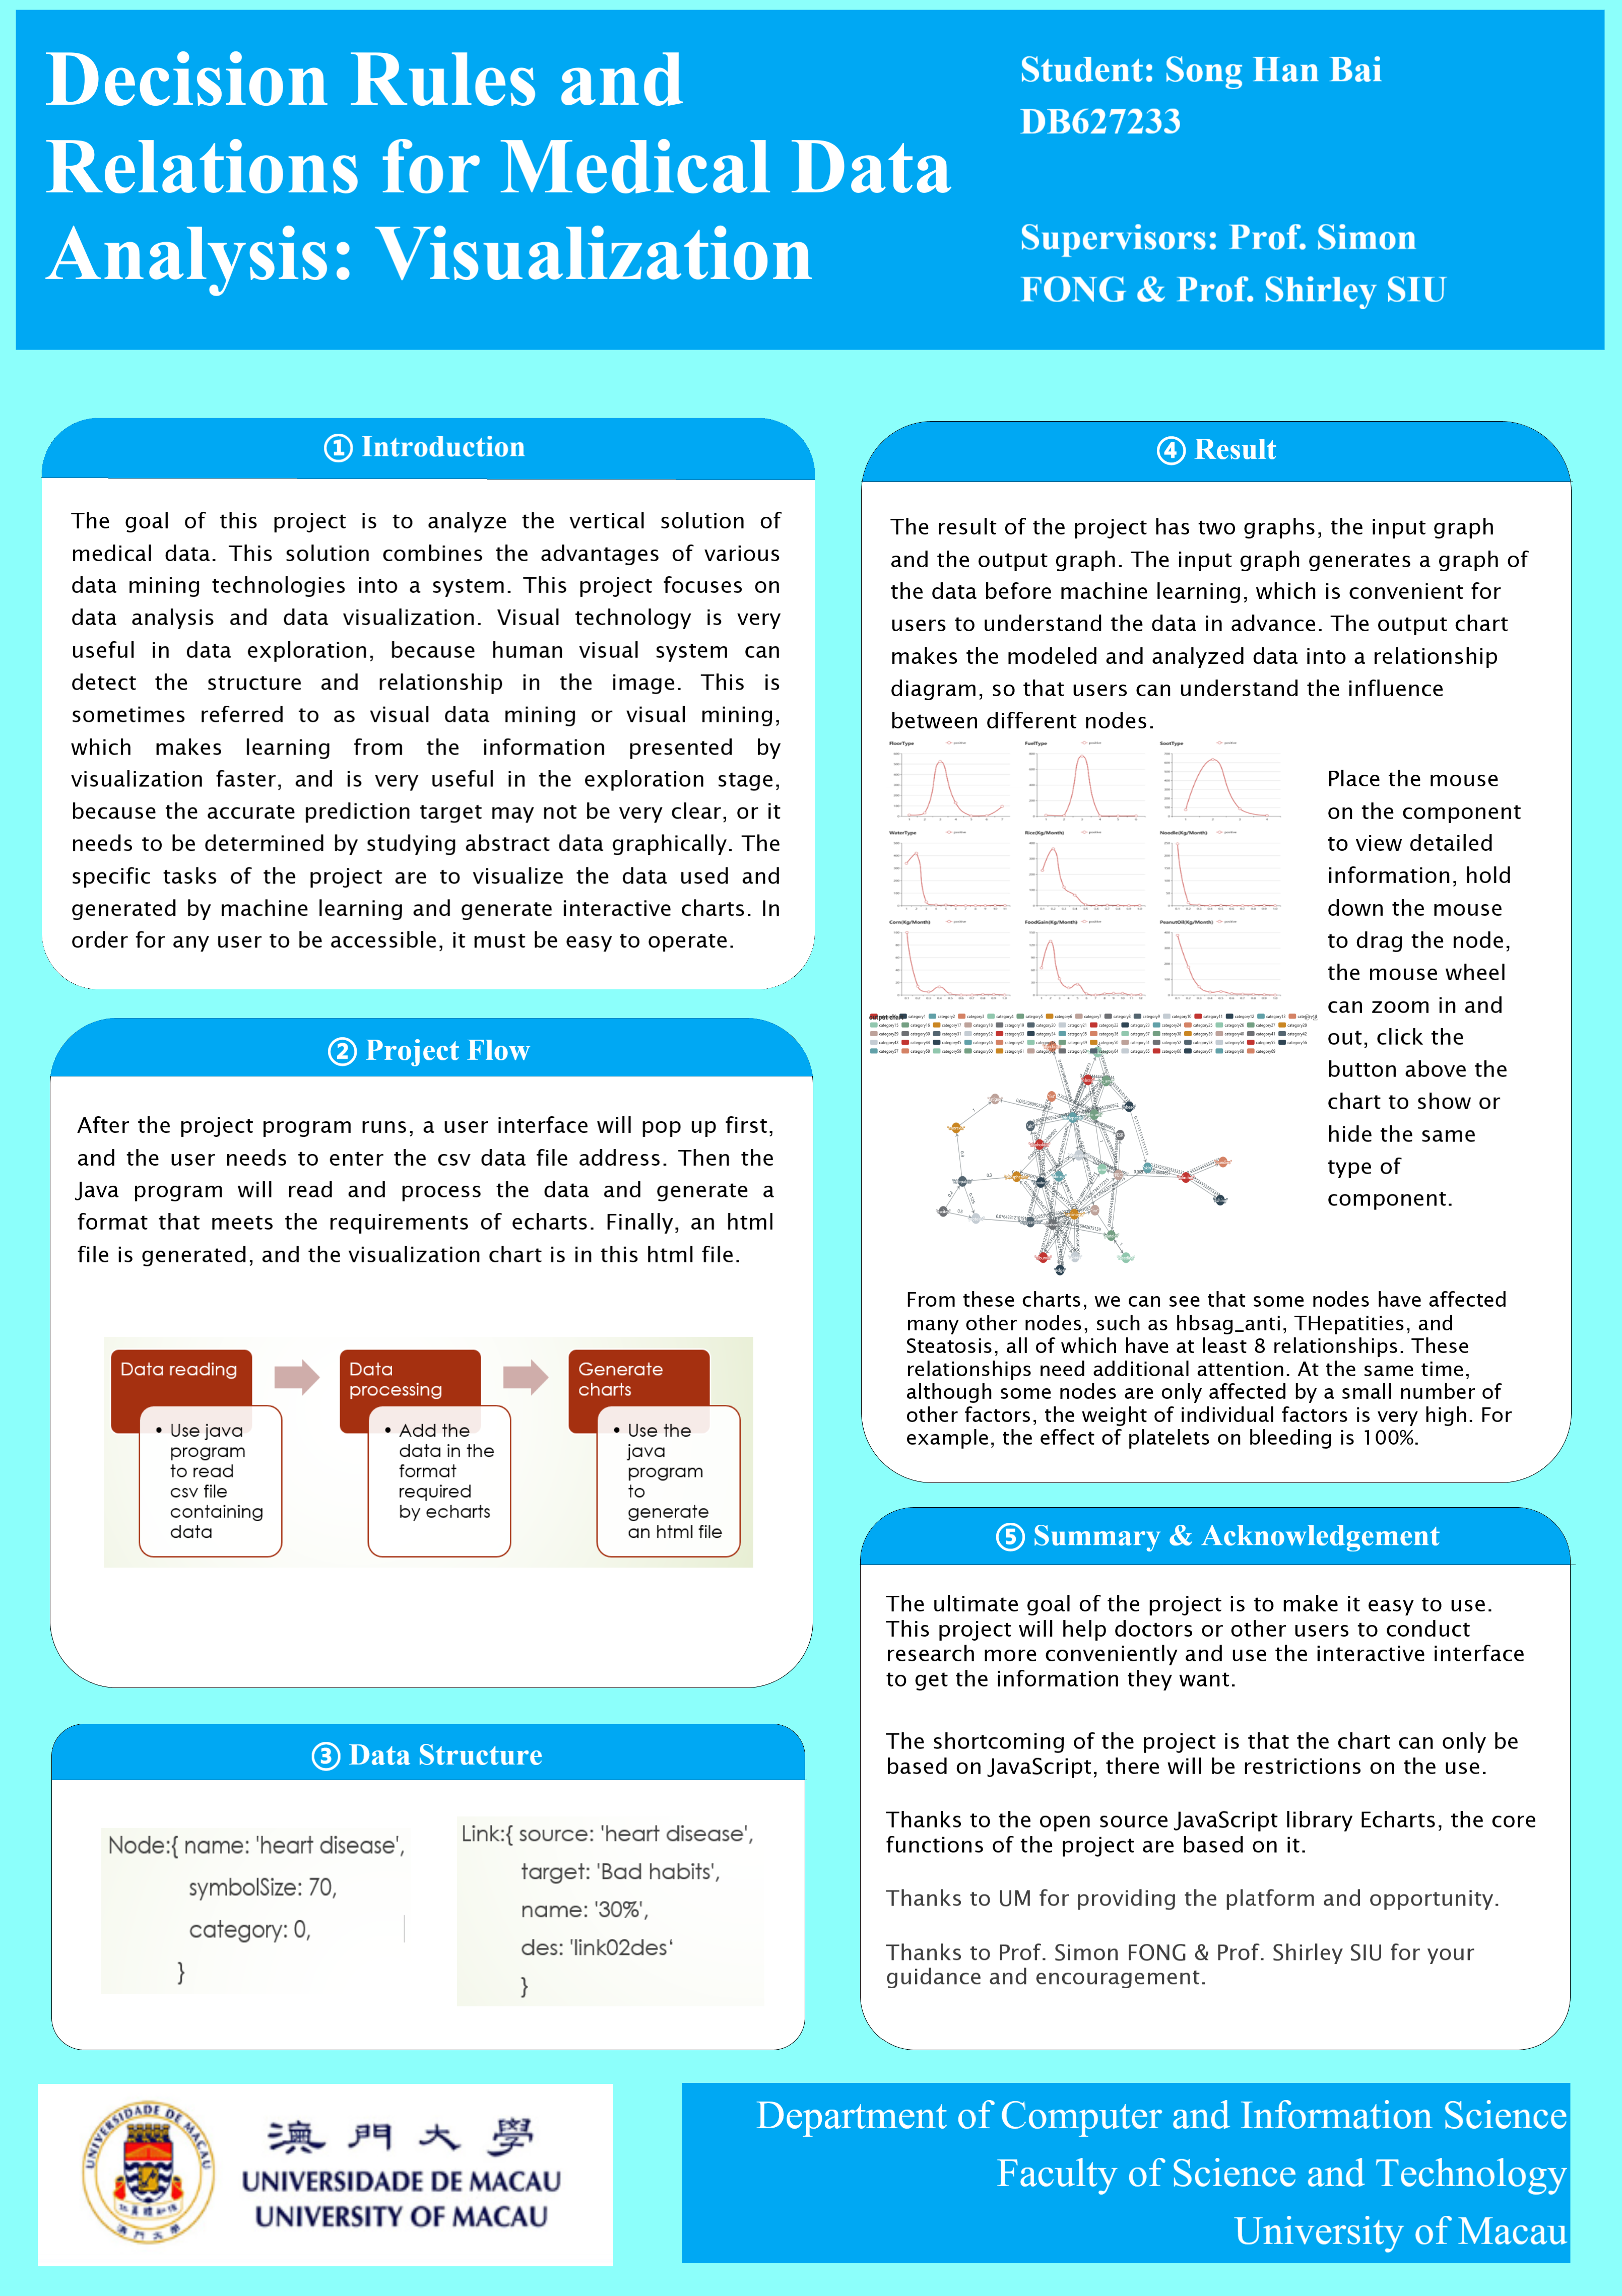 Decision Rules and
Relations for Medical Data
Analysis: Visualization
Student: Song Han Bai
DB627233
Supervisors: Prof. Simon
FONG & Prof. Shirley SIU
① Introduction
The goal of this project is to analyze the vertical solution of
medical data. This solution combines the advantages of various
data mining technologies into a system. This project focuses on
data analysis and data visualization. Visual technology is very
useful in data exploration, because human visual system can
detect the structure and relationship in the image. This is
sometimes referred to as visual data mining or visual mining,
which makes learning from the information presented by
visualization faster, and is very useful in the exploration stage,
because the accurate prediction target may not be very clear, or it
needs to be determined by studying abstract data graphically. The
specific tasks of the project are to visualize the data used and
generated by machine learning and generate interactive charts. In
order for any user to be accessible, it must be easy to operate.
② Project Flow
After the project program runs, a user interface will pop up first,
and the user needs to enter the csv data file address. Then the
Java program will read and process the data and generate a
format that meets the requirements of echarts. Finally, an html
file is generated, and the visualization chart is in this html file.
Data reading
• Use java
program
to read
csv file
containing
data
Data
processing
• Add the
data in the
format
required
by echarts
Generate
charts
• Use the
java
program
to
generate
an html file
③ Data Structure
Node:{ name: 'heart disease',
symbolSize: 70,
category: 0,
}
Link:{ source: 'heart disease',
target: 'Bad habits',
name: '30%',
des: 'link02des‘
}
④ Result
The result of the project has two graphs, the input graph
and the output graph. The input graph generates a graph of
the data before machine learning, which is convenient for
users to understand the data in advance. The output chart
makes the modeled and analyzed data into a relationship
diagram, so that users can understand the influence
between different nodes.
FloorType
FuelType
SootType
WaterType
Rice(Kg/Month)
Noodle(Kg/Month)
Corn(Kg/Month)
FoodGain(Kg/Month)
PeanutOil(Kg/Month)
Place the mouse
on the component
to view detailed
information, hold
down the mouse
to drag the node,
the mouse wheel
can zoom in and
out, click the
button above the
chart to show or
hide the same
type of
component.
From these charts, we can see that some nodes have affected
many other nodes, such as hbsag_anti, THepatities, and
Steatosis, all of which have at least 8 relationships. These
relationships need additional attention. At the same time,
although some nodes are only affected by a small number of
other factors, the weight of individual factors is very high. For
example, the effect of platelets on bleeding is 100%.
⑤ Summary & Acknowledgement
The ultimate goal of the project is to make it easy to use.
This project will help doctors or other users to conduct
research more conveniently and use the interactive interface
to get the information they want.
The shortcoming of the project is that the chart can only be
based on JavaScript, there will be restrictions on the use.
Thanks to the open source JavaScript library Echarts, the core
functions of the project are based on it.
Thanks to UM for providing the platform and opportunity.
Thanks to Prof. Simon FONG & Prof. Shirley SIU for your
guidance and encouragement.
UNIVERSIDADE DE MACAU
澳門大學
澳門大學
UNIVERSIDADE DE MACAU
UNIVERSITY OF MACAU
Department of Computer and Information Science
Faculty of Science and Technology
University of Macau